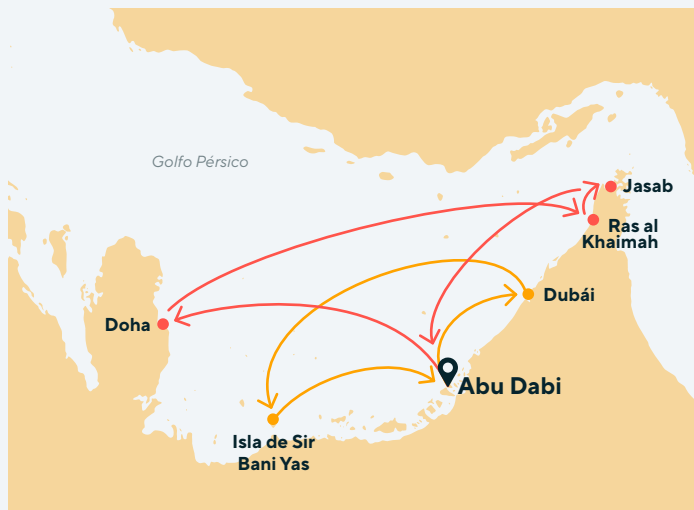 Golfo Pérsico
Jasab
Ras al
Khaimah
Dubái
Doha
Abu Dabi
Isla de Sir
Bani Yas